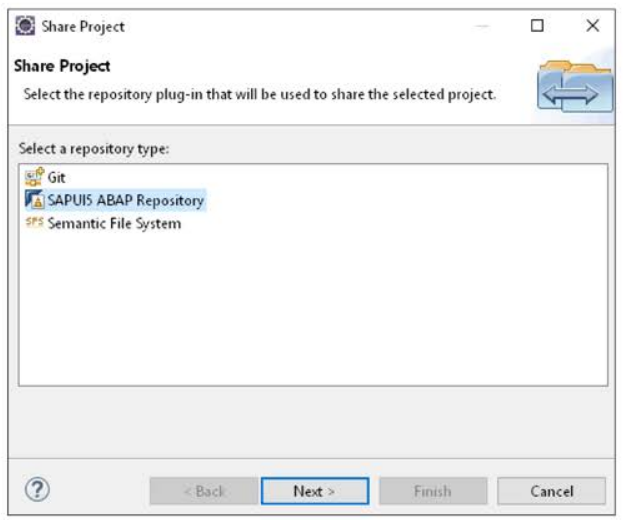 Share Project
Share Project
Select the repository plug-in that will be used to share the selected project.
Select a repository type:
Git
SAPUI5 ABAP Repository
SFS Semantic File System
?
< Back
Next >
Finish
Cancel